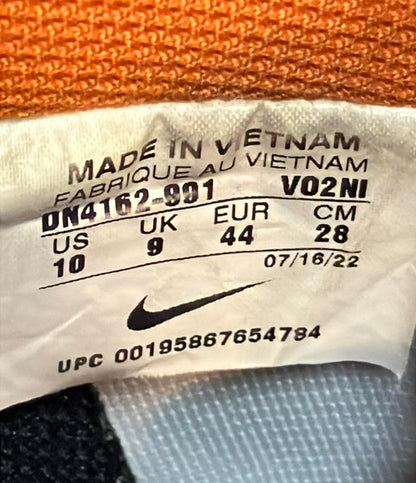 MADE IN VIETNAM
FABRIQUE AU VIETNAM
DN4162-991 VO2NI
US UK EUR CM
10 9 44 28
07/16/22
UPC 00195867654784